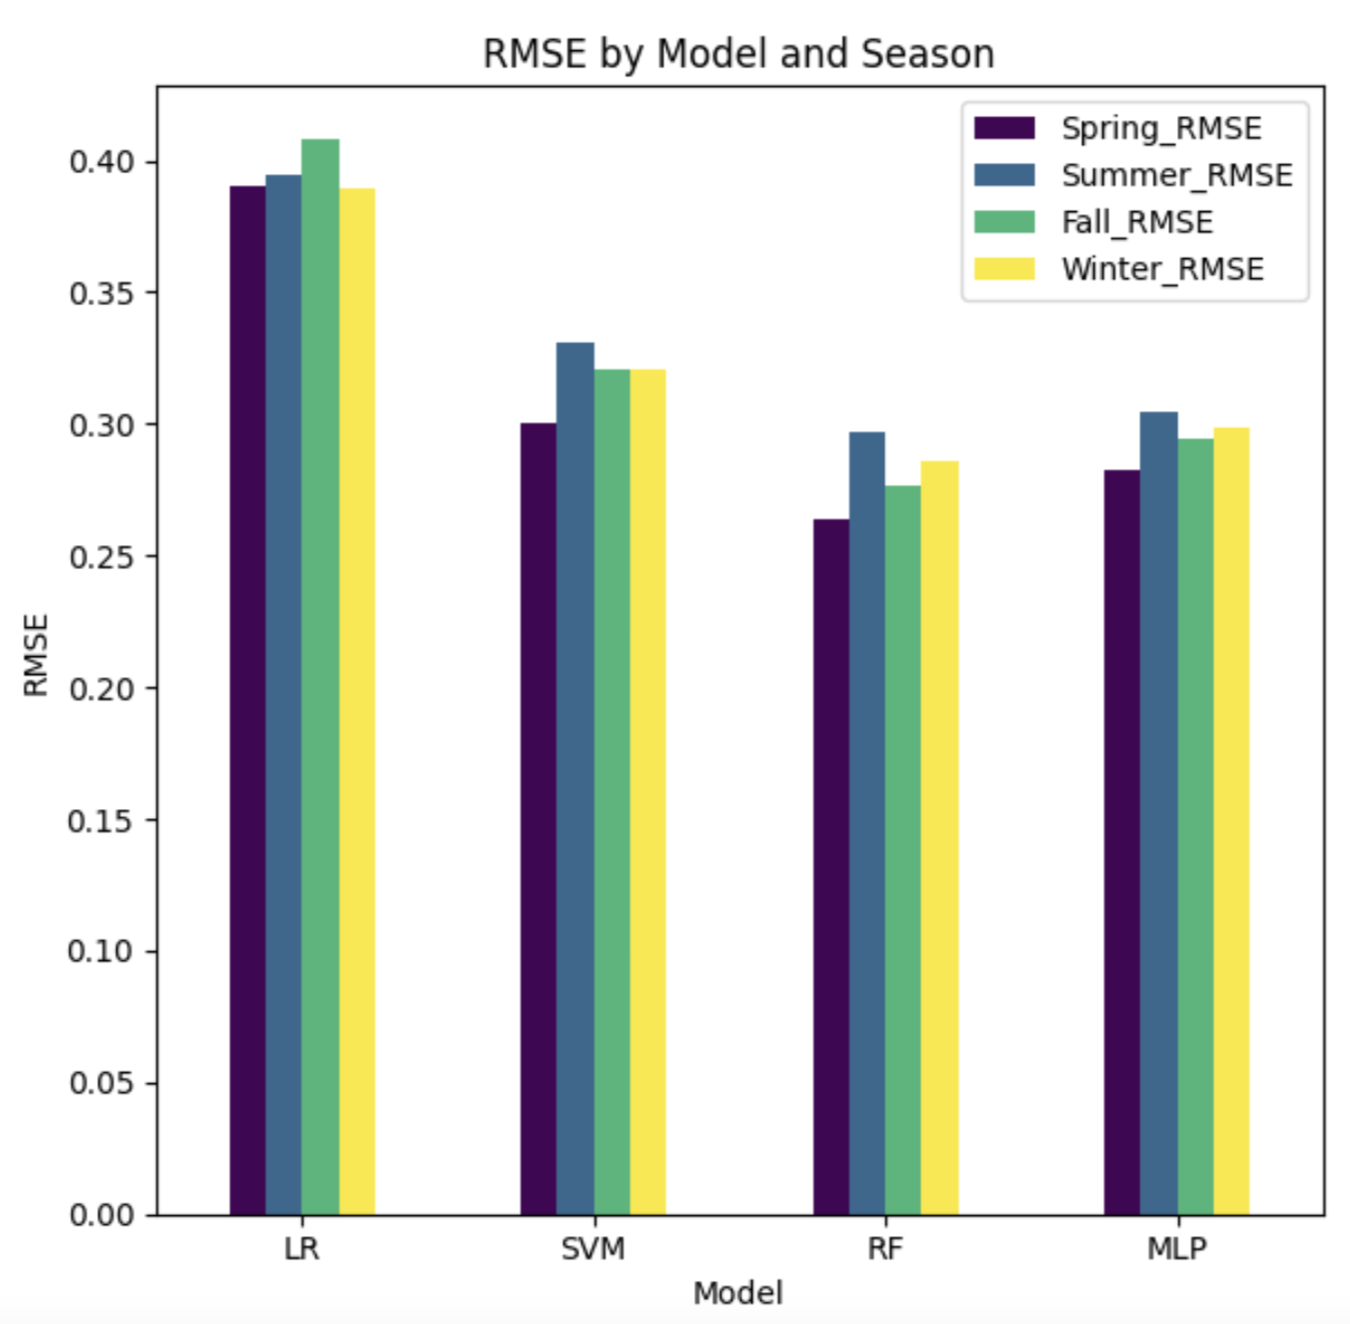 RMSE by Model and Season
Spring_RMSE
Summer_RMSE
Fall_RMSE
Winter_RMSE
RMSE
0.40
0.35
0.30
0.25
0.20
0.15
0.10
0.05
0.00
LR SVM RF MLP
Model